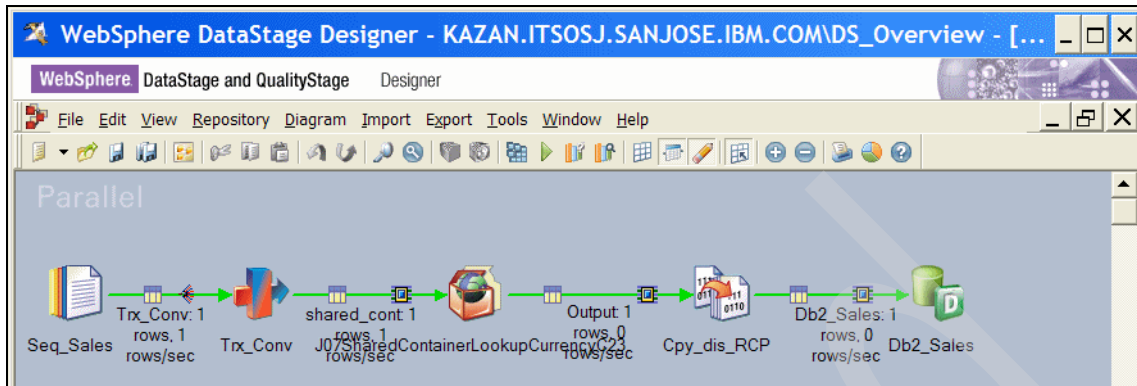 WebSphere DataStage Designer - KAZAN.ITSOSJ.SANJOSE.IBM.COM\DS_Overview - [...
WebSphere. DataStage and QualityStage Designer
File Edit View Repository Diagram Import Export Tools Window Help
Parallel
Trx_Conv: 1
rows, 1
rows/sec
shared_cont: 1
rows, 1
rows/sec
Output: 1
rows, 0
rows/sec
Db2_Sales: 1
rows, 0
rows/sec
Seq_Sales
Trx_Conv
J07SharedContainerLookupCurrencyC23
Cpy_dis_RCP
Db2_Sales